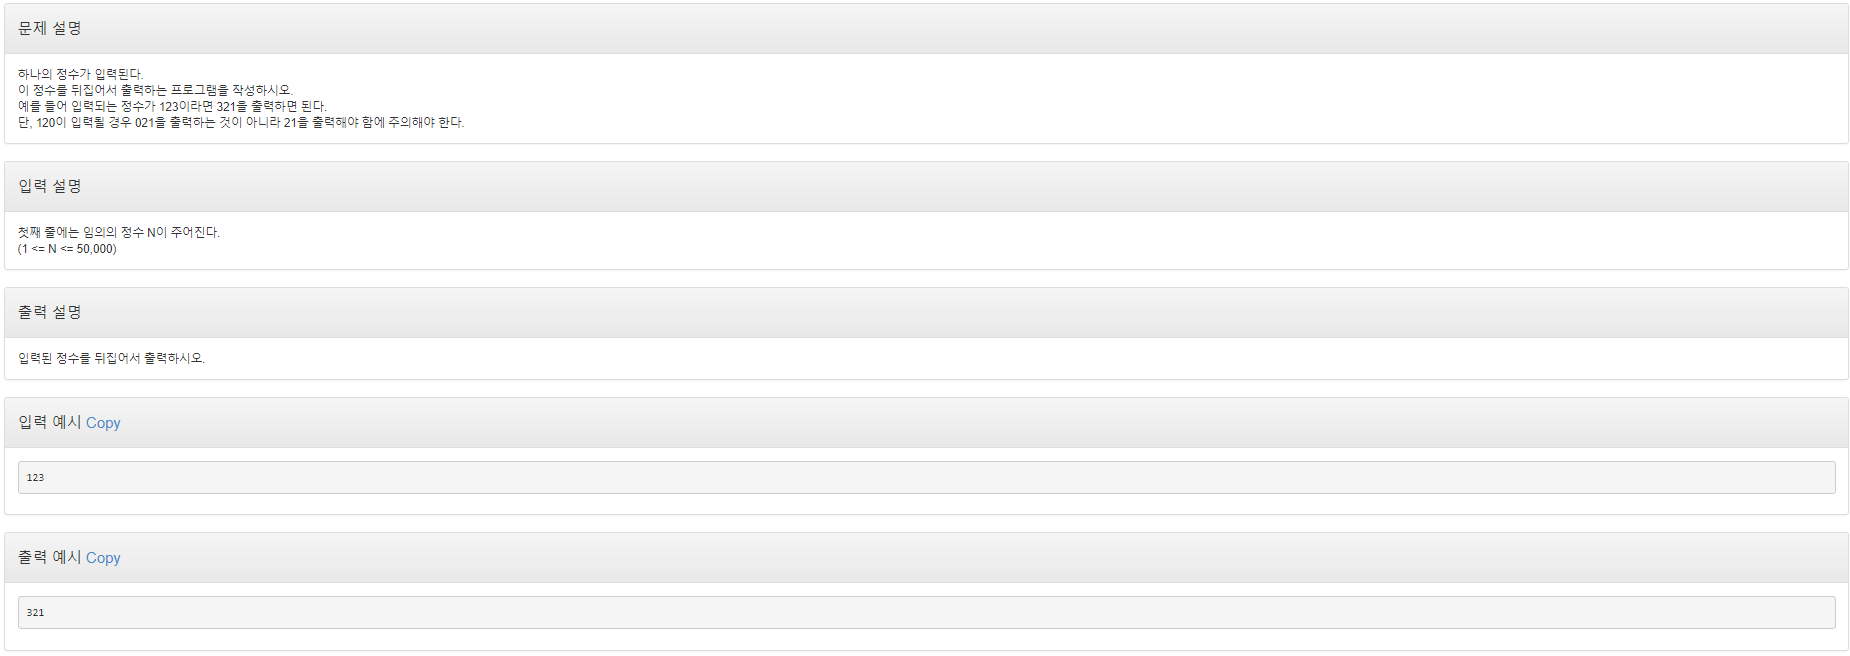 문제 설명
하나의 정수가 입력된다.
이 정수를 뒤집어서 출력하는 프로그램을 작성하시오.
예를 들어 입력되는 정수가 123이라면 321을 출력하면 된다.
단, 120이 입력될 경우 021을 출력하는 것이 아니라 21을 출력해야 함에 주의해야 한다.
입력 설명
첫째 줄에는 임의의 정수 N이 주어진다.
(1 <= N <= 50,000)
출력 설명
입력된 정수를 뒤집어서 출력하시오.
입력 예시 Copy
123
출력 예시 Copy
321